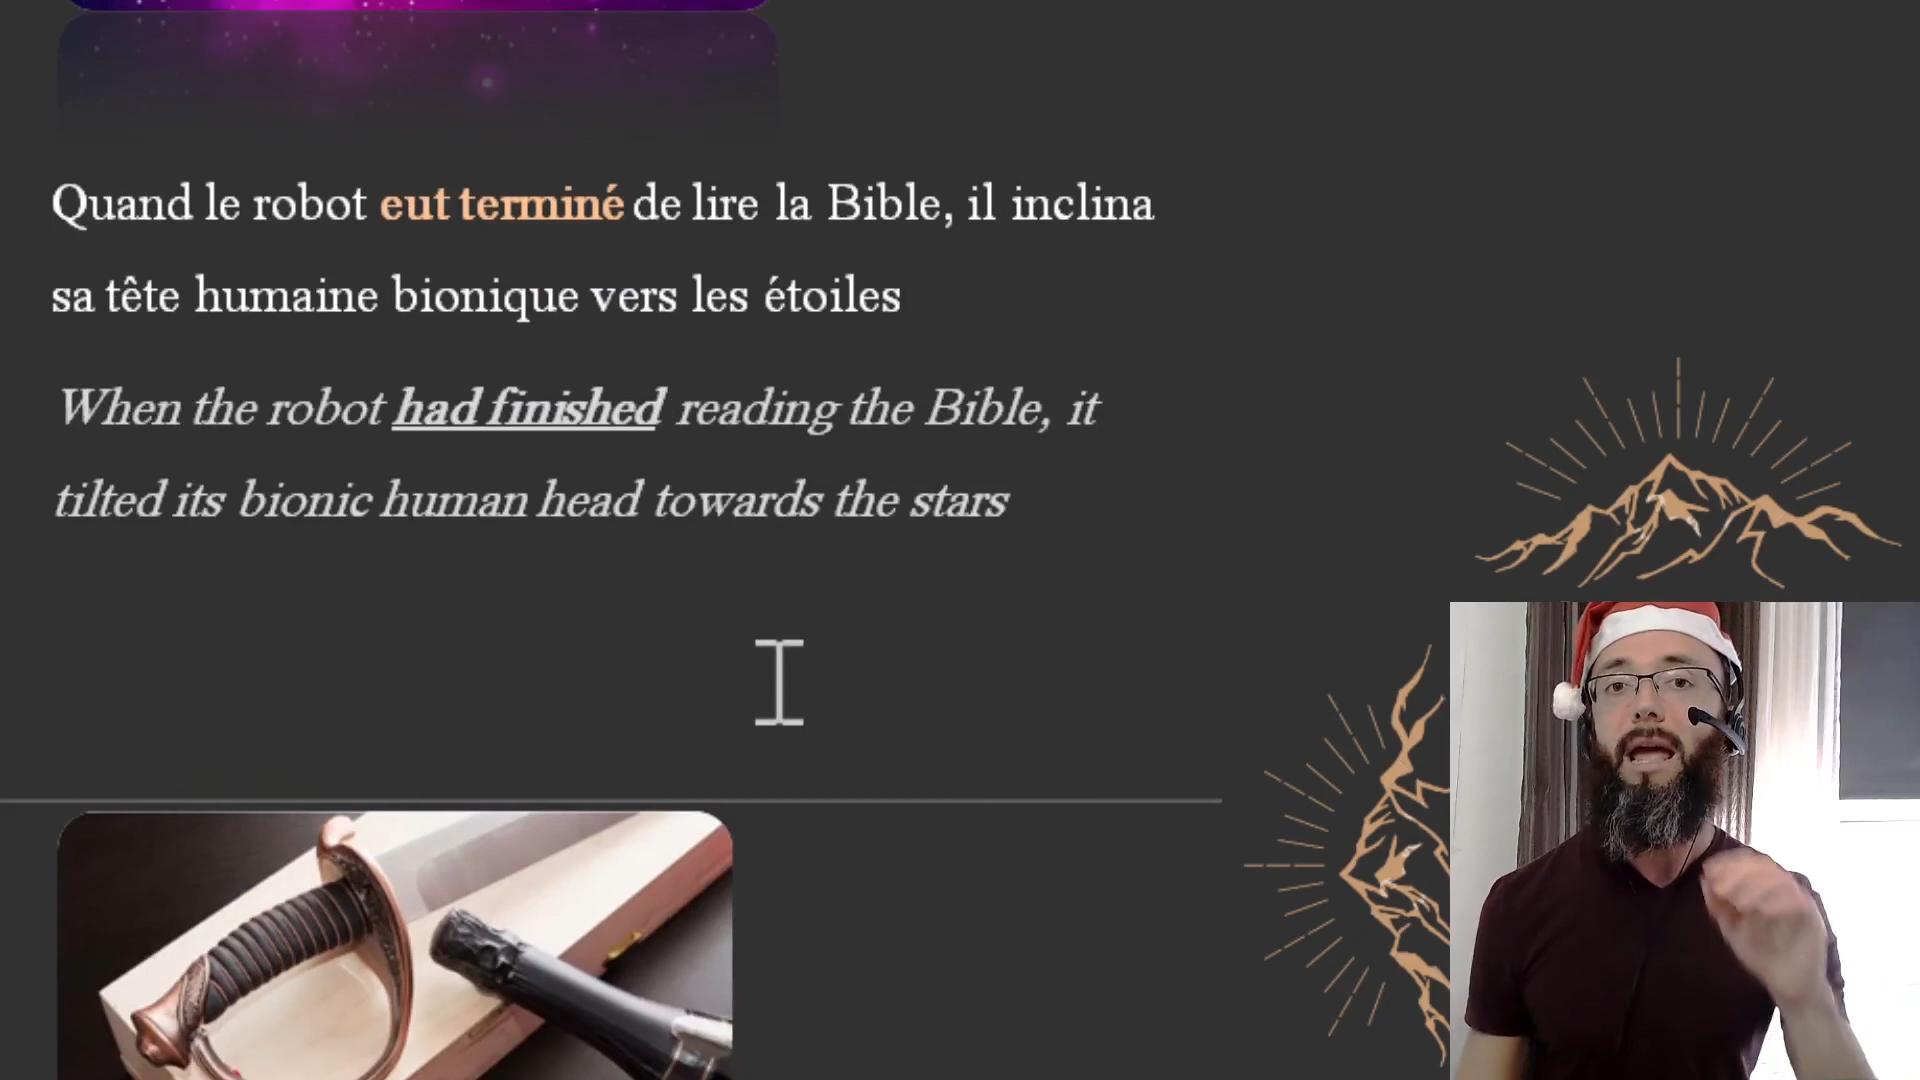 Quand le robot eut terminé de lire la Bible, il inclina
sa tête humaine bionique vers les étoiles
When the robot had finished reading the Bible, it
tilted its bionic human head towards the stars